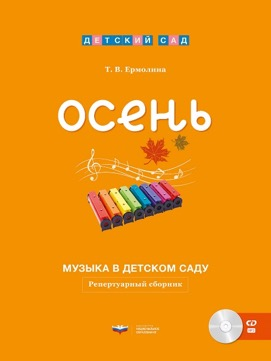 ДЕТСКИЙ САД
Т. В. Ермолина
осень
МУЗЫКА В ДЕТСКОМ САДУ
Репертуарный сборник
CD